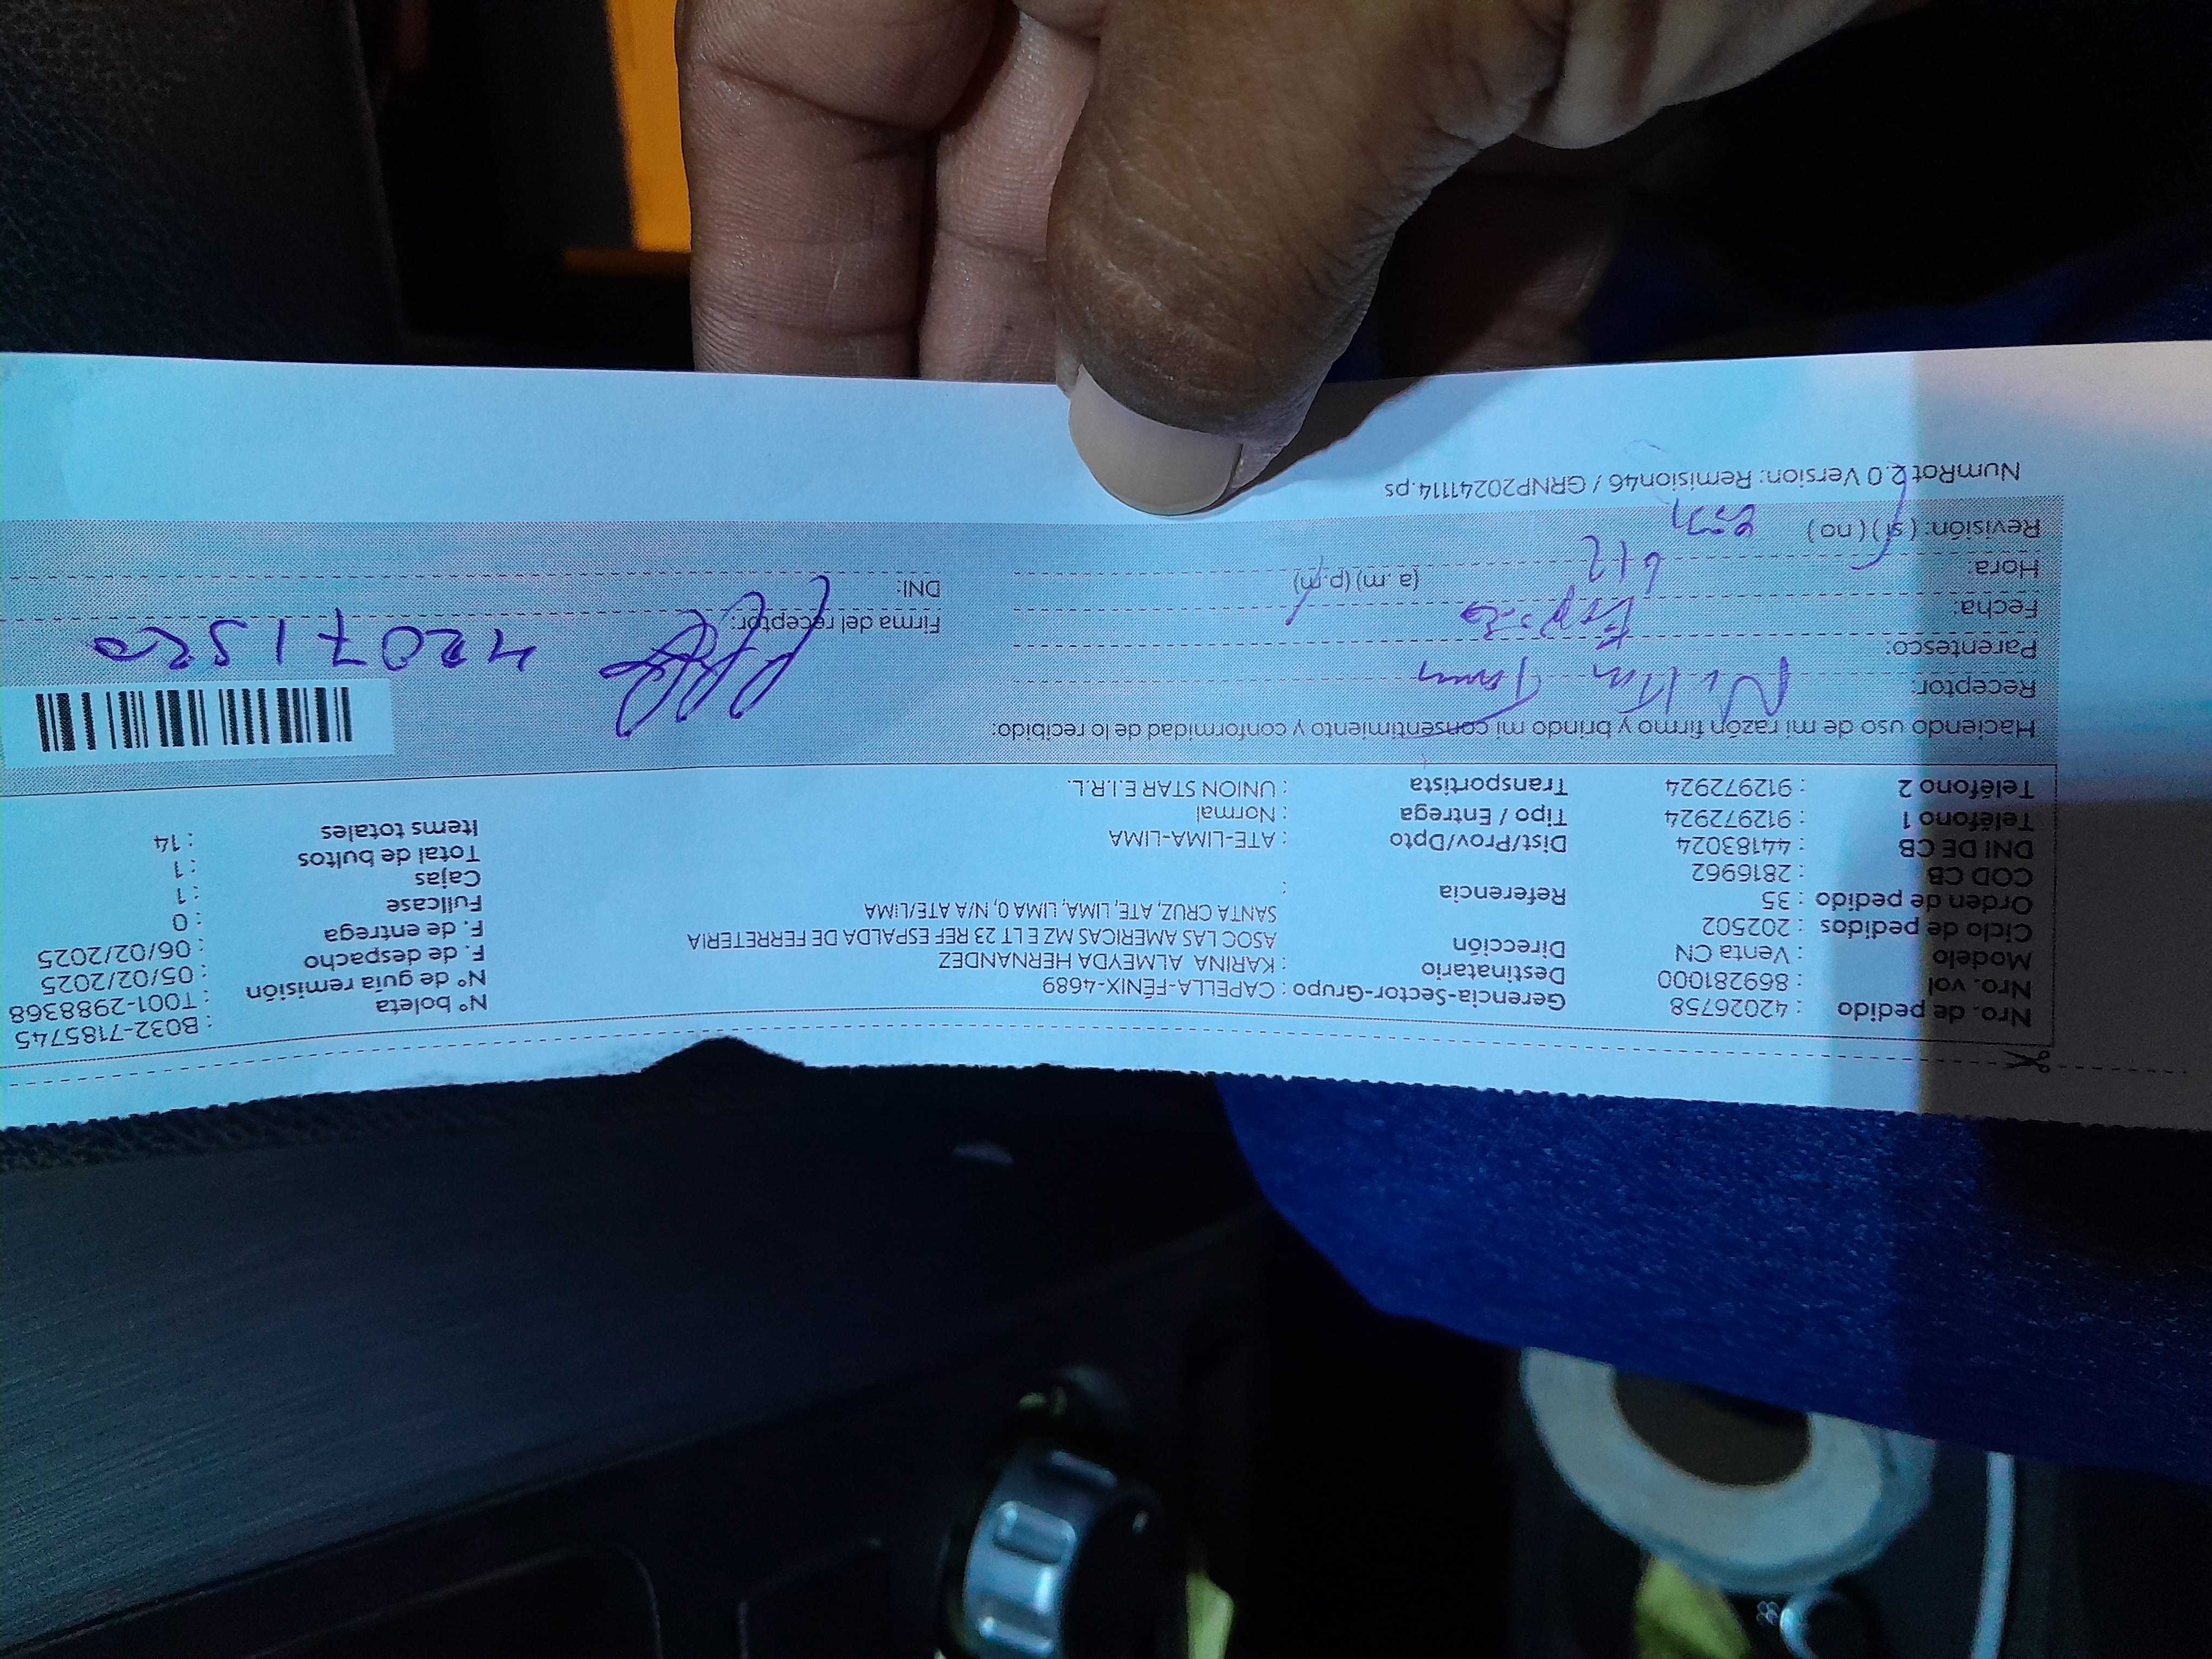 Nro. de pedido : 42026758
Nro. vol : 869281000
Modelo : Venta CN
Ciclo de pedidos : 202502
Orden de pedido : 35
COD CB : 2816962
DNI DE CB : 44183024
Teléfono 1 : 912972924
Teléfono 2 : 912972924
Gerencia-Sector-Grupo : CAPELLA-FÉNIX-4689
Destinatario : KARINA ALMEYDA HERNANDEZ
Dirección ASOC LAS AMERICAS MZ E LT 23 REF ESPALDA DE FERRETERIA
SANTA CRUZ, ATE, LIMA, LIMA 0, N/A ATE/LIMA
Referencia :
Dist/Prov/Dpto : ATE-LIMA-LIMA
Tipo / Entrega : Normal
Transportista : UNION STAR E.I.R.L.
N° boleta : B032-7185745
N° de guía remisión : T001-2988368
F. de despacho : 05/02/2025
F. de entrega : 06/02/2025
Fullcase : 0
Cajas : 1
Total de bultos : 1
Items totales : 14
Haciendo uso de mi razón firmo y brindo mi consentimiento y conformidad de lo recibido:
Receptor:
Parentesco: Esposo
Fecha: 6+2
Hora: (a. m) (p.m)
Revisión: ( si ) ( no )
Firma del receptor:
DNI: 42071520
NumRot 2.0 Version: Remision46 / GRNP20241114.ps